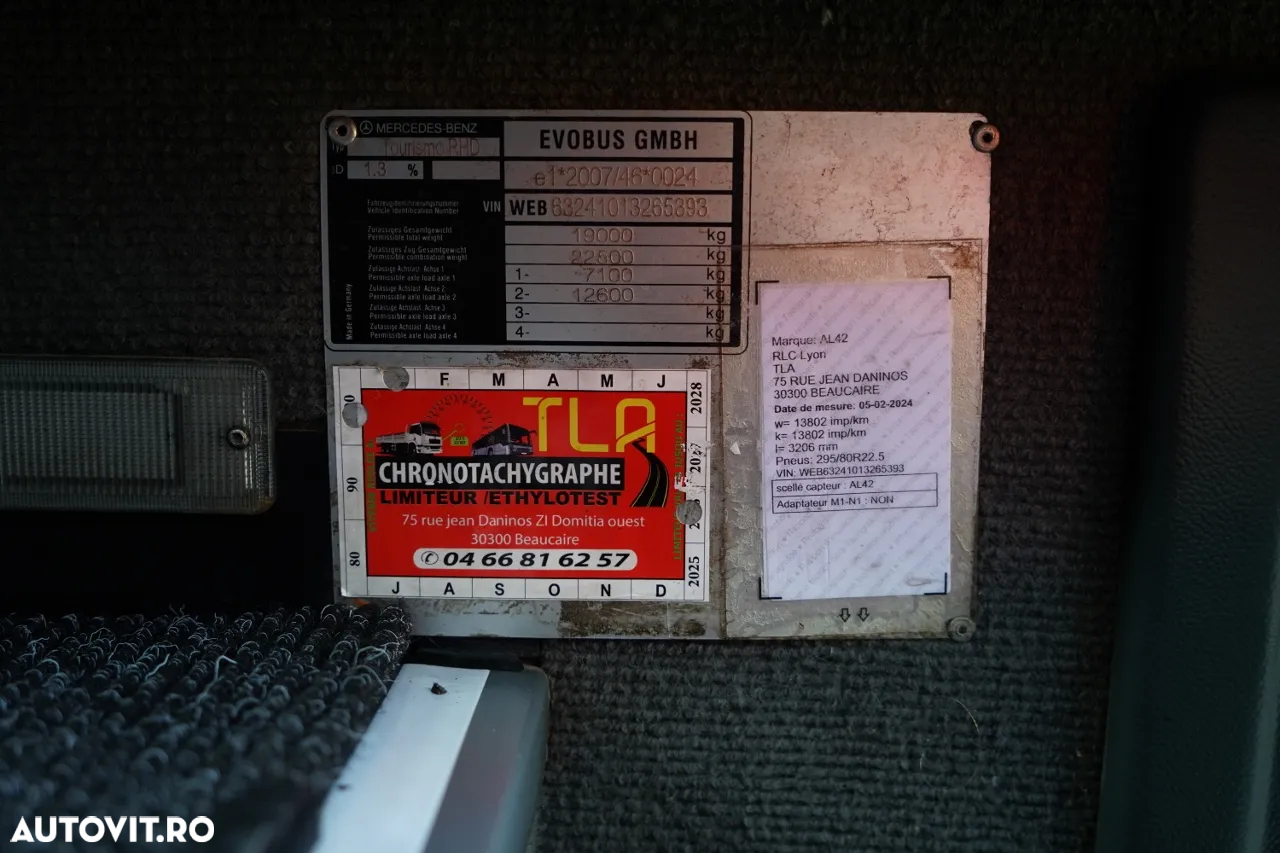 MERCEDES-BENZ
EVOBUS GMBH
Tourismo RHD
1.3 %
e1*2007/46*0024
Fahrzeugidentifizierungsnummer
Vehicle Identification Number
VIN WEB63241013265393
Zulässiges Gesamtgewicht
Permissible total weight
19000 kg
Zulässiges Zug-Gesamtgewicht
Permissible combination weight
22800 kg
Zulässige Achslast Achse 1
Permissible axle load axle 1
1- 7100 kg
Zulässige Achslast Achse 2
Permissible axle load axle 2
2- 12600 kg
Zulässige Achslast Achse 3
Permissible axle load axle 3
3- kg
Zulässige Achslast Achse 4
Permissible axle load axle 4
4- kg
Made in Germany
F M A M J
2028
2025
90
80
TLA
CHRONOTACHYGRAPHE
LIMITEUR /ETHYLOTEST
75 rue jean Daninos ZI Domitia ouest
30300 Beaucaire
04 66 81 62 57
J A S O N D
Marque: AL42
RLC Lyon
TLA
75 RUE JEAN DANINOS
30300 BEAUCAIRE
Date de mesure: 05-02-2024
w= 13802 imp/km
k= 13802 imp/km
l= 3206 mm
Pneus: 295/80R22.5
VIN: WEB63241013265393
scellé capteur : AL42
Adaptateur M1-N1 : NON
AUTOVIT.RO